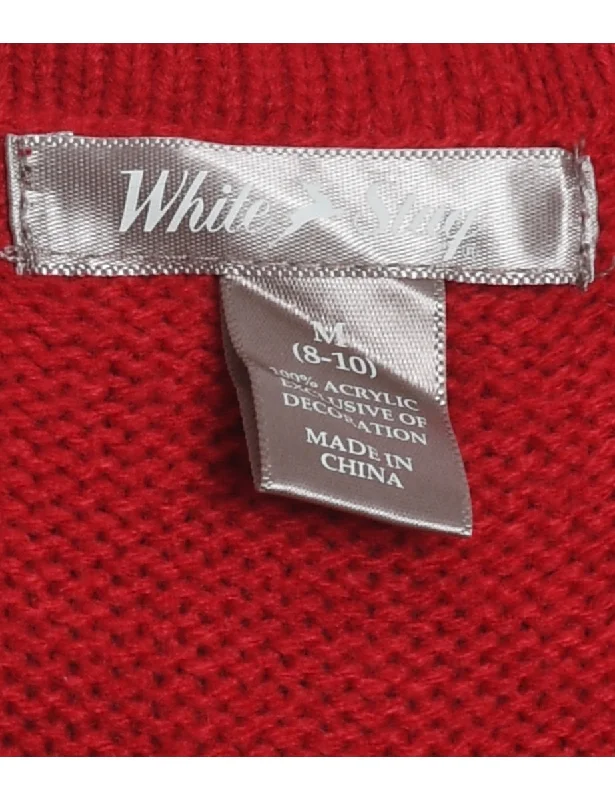 White Stag
M
(8-10)
100% ACRYLIC
EXCLUSIVE OF
DECORATION
MADE IN
CHINA